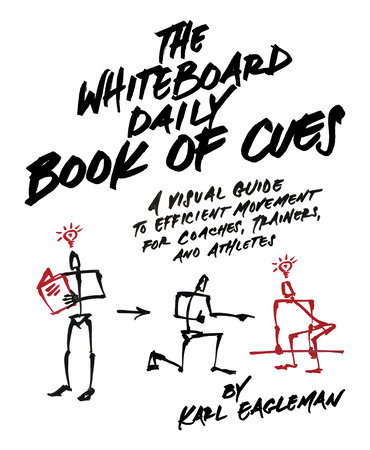 THE
WHITEBOARD
DAILY
BOOK OF CUES
A VISUAL GUIDE
TO EFFICIENT MOVEMENT
FOR COACHES, TRAINERS,
AND ATHLETES
BY
KARL EAGLEMAN